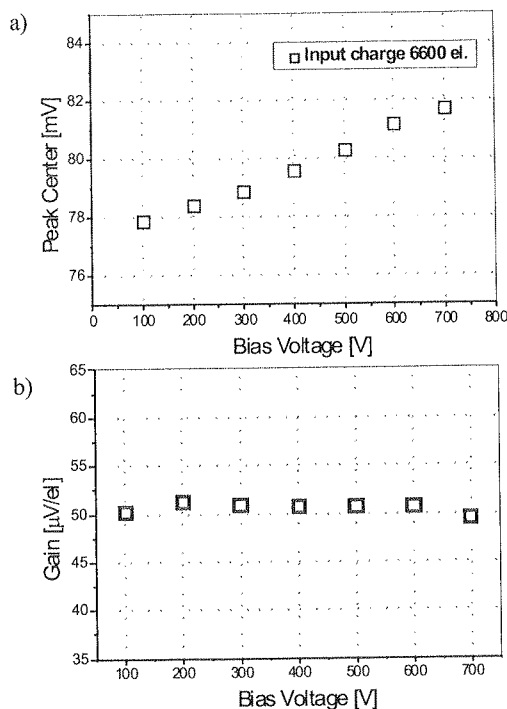 a)
85
82
80
78
76
Peak Center [mV]
Input charge 6600 el.
0 100 200 300 400 500 600 700 800
Bias Voltage [V]
b)
65
60
55
50
45
40
35
Gain [µV/el]
100 200 300 400 500 600 700
Bias Voltage [V]